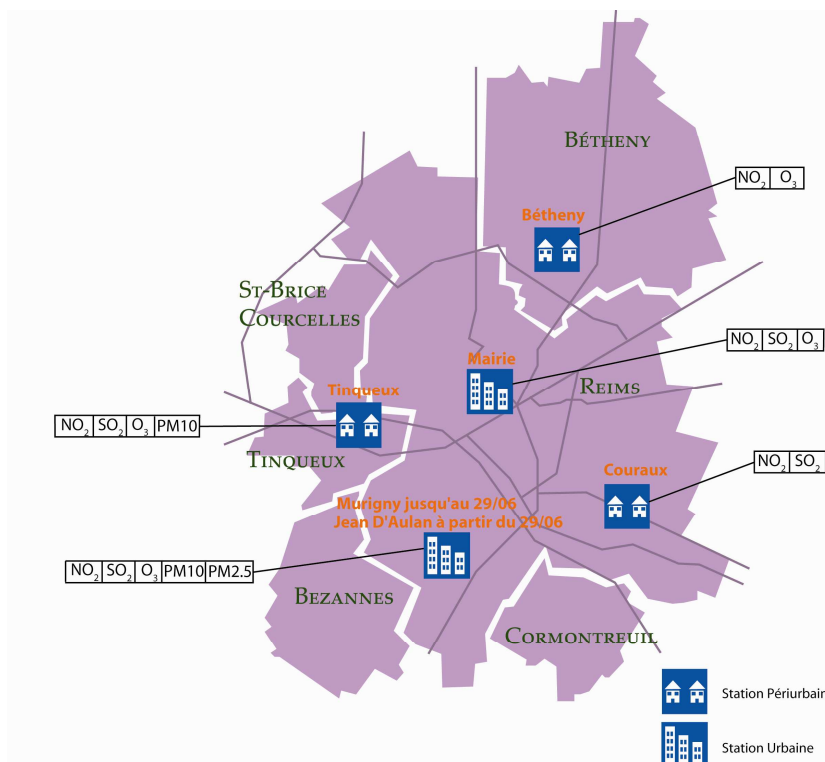 BÉTHENY
NO2 O3
Bétheny
ST-BRICE
COURCELLES
NO2 SO2 O3
Mairie
REIMS
Tinqueux
NO2 SO2 O3 PM10
TINQUEUX
Couraux
NO2 SO2
Murigny jusqu'au 29/06
Jean D'Aulan à partir du 29/06
NO2 SO2 O3 PM10 PM2.5
BEZANNES
CORMONTREUIL
Station Périurbain
Station Urbaine